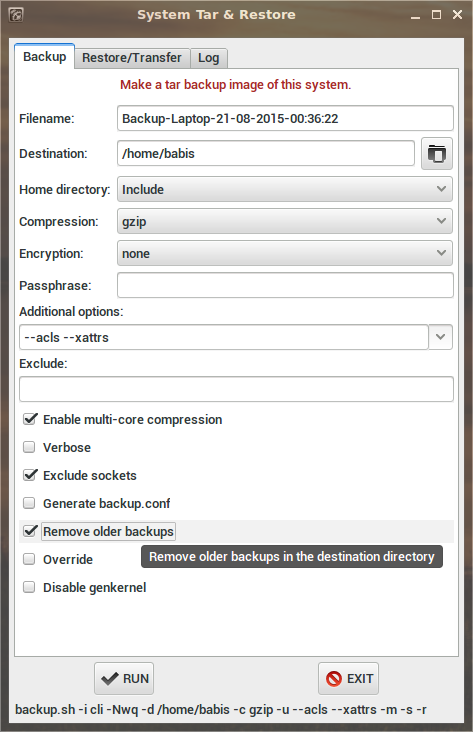 System Tar & Restore
Backup Restore/Transfer Log
Make a tar backup image of this system.
Filename: Backup-Laptop-21-08-2015-00:36:22
Destination: /home/babis
Home directory: Include
Compression: gzip
Encryption: none
Passphrase:
Additional options:
--acls --xattrs
Exclude:
Enable multi-core compression
Verbose
Exclude sockets
Generate backup.conf
Remove older backups
Override
Remove older backups in the destination directory
Disable genkernel
RUN EXIT
backup.sh -i cli -Nwq -d /home/babis -c gzip -u --acls --xattrs -m -s -r